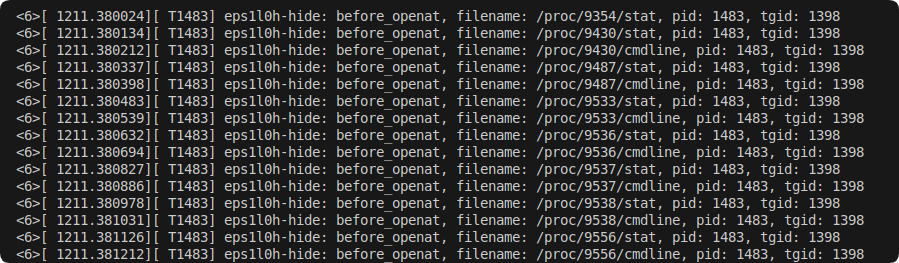 <6>[ 1211.380024][ T1483] eps1l0h-hide: before_openat, filename: /proc/9354/stat, pid: 1483, tgid: 1398
<6>[ 1211.380134][ T1483] eps1l0h-hide: before_openat, filename: /proc/9430/stat, pid: 1483, tgid: 1398
<6>[ 1211.380212][ T1483] eps1l0h-hide: before_openat, filename: /proc/9430/cmdline, pid: 1483, tgid: 1398
<6>[ 1211.380337][ T1483] eps1l0h-hide: before_openat, filename: /proc/9487/stat, pid: 1483, tgid: 1398
<6>[ 1211.380398][ T1483] eps1l0h-hide: before_openat, filename: /proc/9487/cmdline, pid: 1483, tgid: 1398
<6>[ 1211.380483][ T1483] eps1l0h-hide: before_openat, filename: /proc/9533/stat, pid: 1483, tgid: 1398
<6>[ 1211.380539][ T1483] eps1l0h-hide: before_openat, filename: /proc/9533/cmdline, pid: 1483, tgid: 1398
<6>[ 1211.380632][ T1483] eps1l0h-hide: before_openat, filename: /proc/9536/stat, pid: 1483, tgid: 1398
<6>[ 1211.380694][ T1483] eps1l0h-hide: before_openat, filename: /proc/9536/cmdline, pid: 1483, tgid: 1398
<6>[ 1211.380827][ T1483] eps1l0h-hide: before_openat, filename: /proc/9537/stat, pid: 1483, tgid: 1398
<6>[ 1211.380886][ T1483] eps1l0h-hide: before_openat, filename: /proc/9537/cmdline, pid: 1483, tgid: 1398
<6>[ 1211.380978][ T1483] eps1l0h-hide: before_openat, filename: /proc/9538/stat, pid: 1483, tgid: 1398
<6>[ 1211.381031][ T1483] eps1l0h-hide: before_openat, filename: /proc/9538/cmdline, pid: 1483, tgid: 1398
<6>[ 1211.381126][ T1483] eps1l0h-hide: before_openat, filename: /proc/9556/stat, pid: 1483, tgid: 1398
<6>[ 1211.381212][ T1483] eps1l0h-hide: before_openat, filename: /proc/9556/cmdline, pid: 1483, tgid: 1398